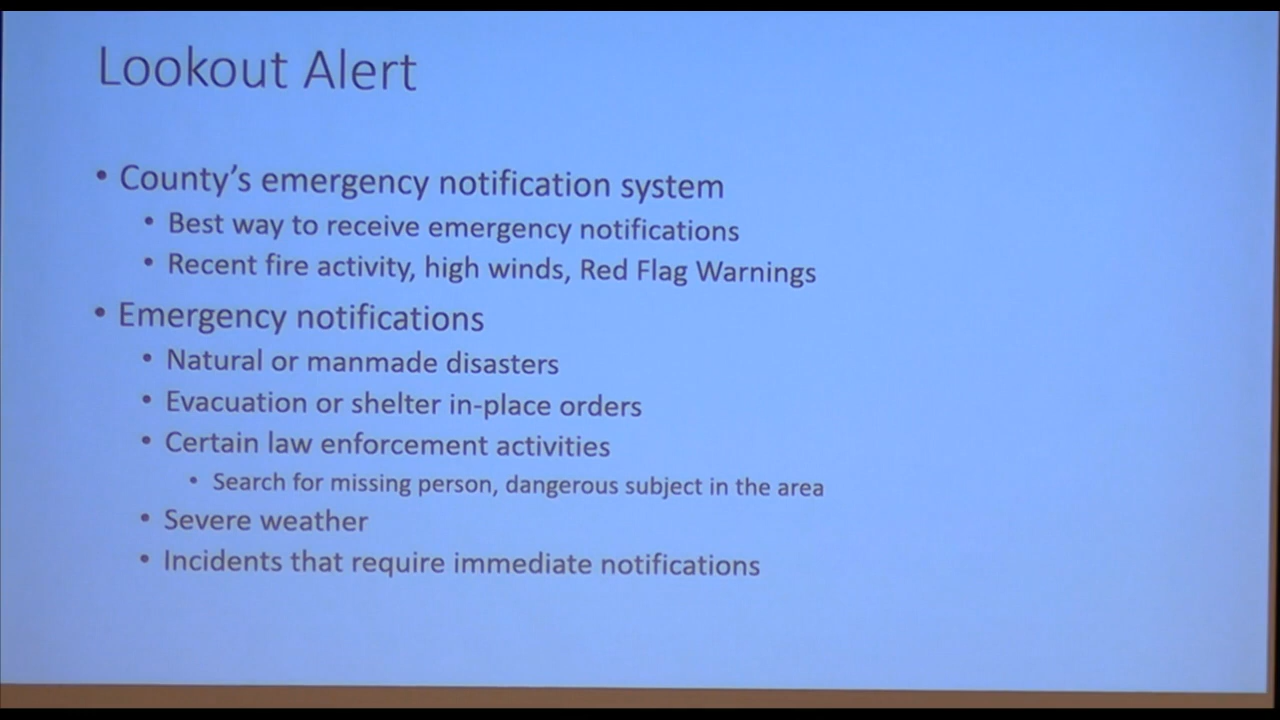 Lookout Alert
• County's emergency notification system
• Best way to receive emergency notifications
• Recent fire activity, high winds, Red Flag Warnings
• Emergency notifications
• Natural or manmade disasters
• Evacuation or shelter in-place orders
• Certain law enforcement activities
• Search for missing person, dangerous subject in the area
• Severe weather
• Incidents that require immediate notifications